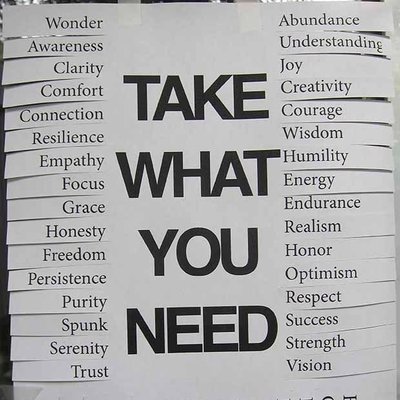 Wonder
Awareness
Clarity
Comfort
Connection
Resilience
Empathy
Focus
Grace
Honesty
Freedom
Persistence
Purity
Spunk
Serenity
Trust
TAKE
WHAT
YOU
NEED
Abundance
Understanding
Joy
Creativity
Courage
Wisdom
Humility
Energy
Endurance
Realism
Honor
Optimism
Respect
Success
Strength
Vision